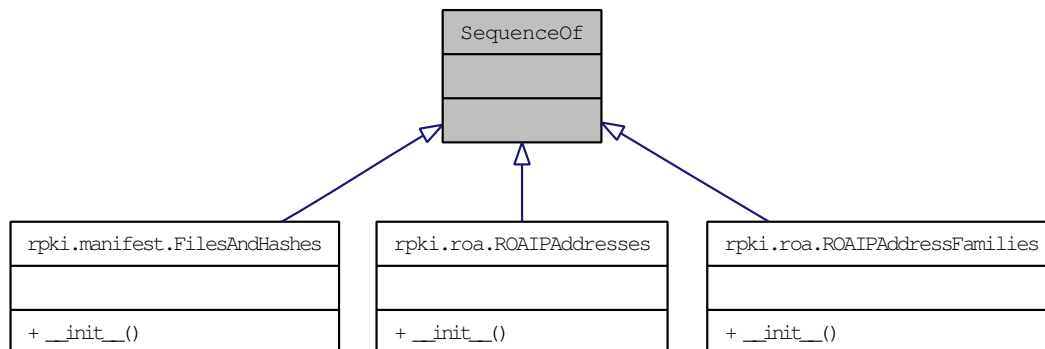 SequenceOf
rpki.manifest.FilesAndHashes
+ __init__()
rpki.roa.ROAIPAddresses
+ __init__()
rpki.roa.ROAIPAddressFamilies
+ __init__()